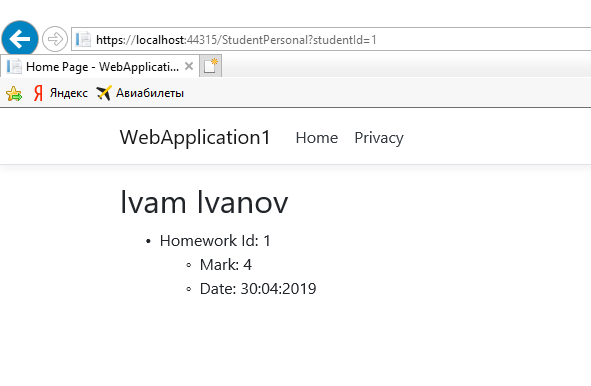 https://localhost:44315/StudentPersonal?studentId=1
Home Page - WebApplicati...
Яндекс Авиабилеты
WebApplication1 Home Privacy
Ivam Ivanov
• Homework Id: 1
◦ Mark: 4
◦ Date: 30:04:2019